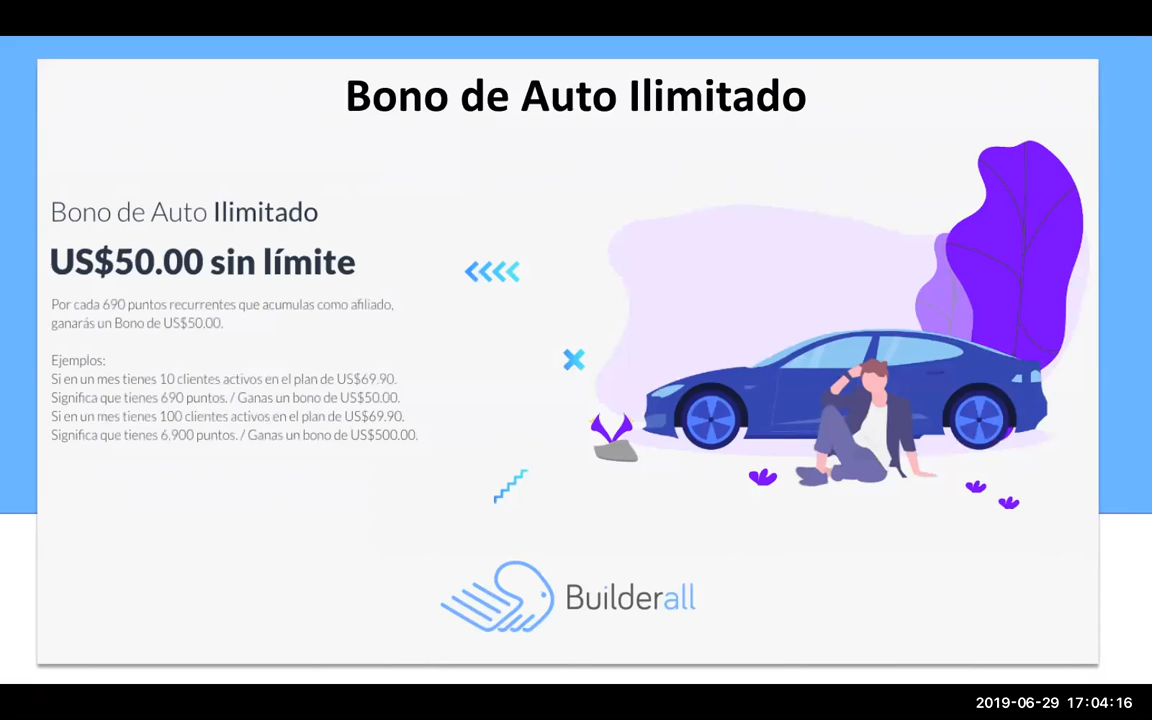 Bono de Auto Ilimitado
Bono de Auto Ilimitado
US$50.00 sin límite
Por cada 690 puntos recurrentes que acumulas como afiliado,
ganarás un Bono de US$50.00.
Ejemplos:
Si en un mes tienes 10 clientes activos en el plan de US$69.90.
Significa que tienes 690 puntos. / Ganas un bono de US$50.00.
Si en un mes tienes 100 clientes activos en el plan de US$69.90.
Significa que tienes 6.900 puntos. / Ganas un bono de US$500.00.
Builderall
2019-06-29 17:04:16